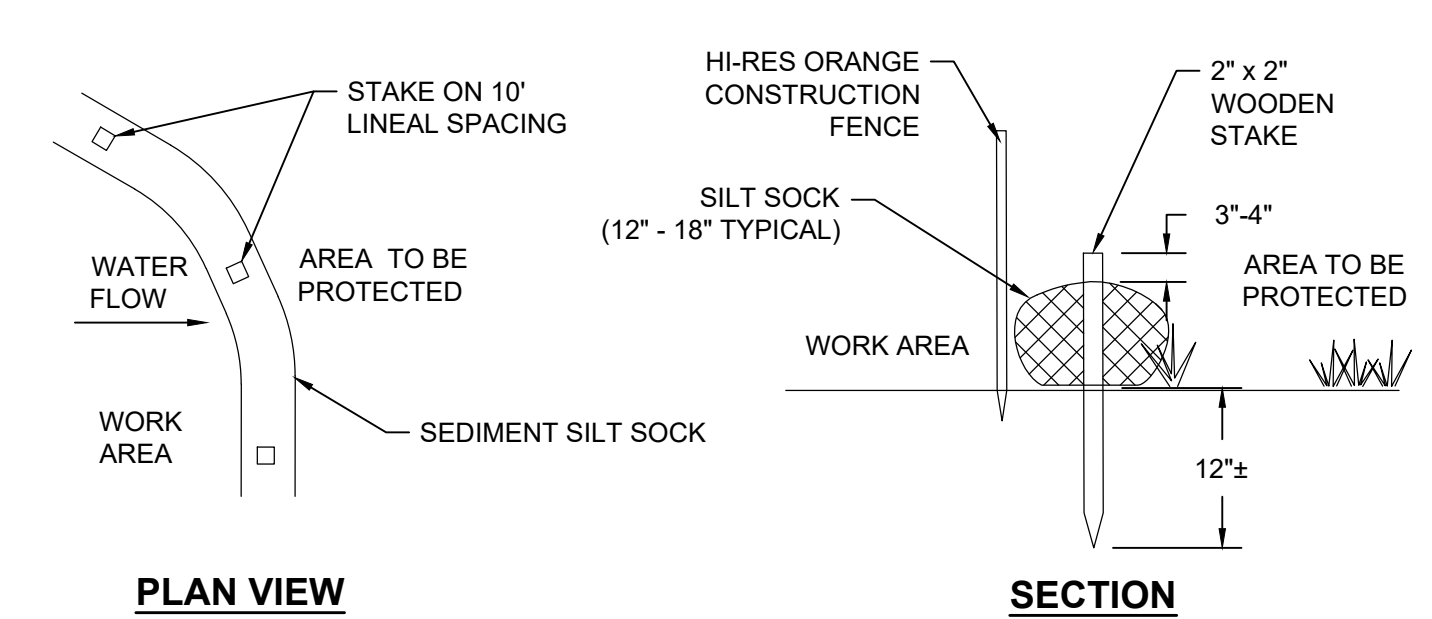 STAKE ON 10'
LINEAL SPACING
WATER
FLOW
AREA TO BE
PROTECTED
WORK
AREA
SEDIMENT SILT SOCK
PLAN VIEW
HI-RES ORANGE
CONSTRUCTION
FENCE
2" x 2"
WOODEN
STAKE
SILT SOCK
(12" - 18" TYPICAL)
3"-4"
AREA TO BE
PROTECTED
WORK AREA
12"±
SECTION